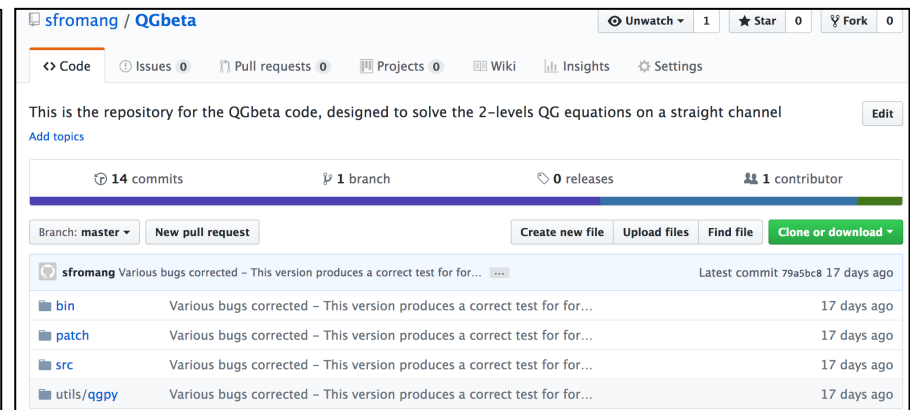 sfromang / QGbeta Unwatch 1 Star 0 Fork 0
Code Issues 0 Pull requests 0 Projects 0 Wiki Insights Settings
This is the repository for the QGbeta code, designed to solve the 2-levels QG equations on a straight channel Edit
Add topics
14 commits 1 branch 0 releases 1 contributor
Branch: master New pull request Create new file Upload files Find file Clone or download
sfromang Various bugs corrected – This version produces a correct test for for... ... Latest commit 79a5bc8 17 days ago
bin Various bugs corrected – This version produces a correct test for for... 17 days ago
patch Various bugs corrected – This version produces a correct test for for... 17 days ago
src Various bugs corrected – This version produces a correct test for for... 17 days ago
utils/qgpy Various bugs corrected – This version produces a correct test for for... 17 days ago